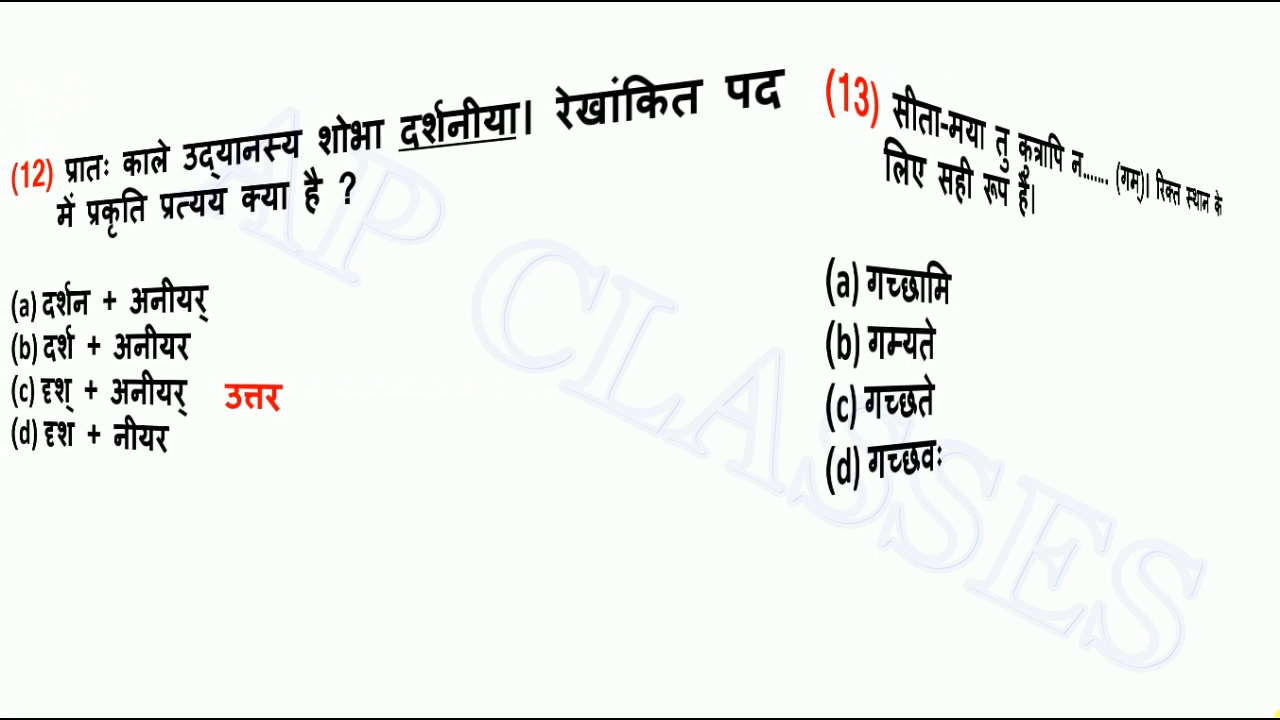 (12) प्रातः काले उद्यानस्य शोभा दर्शनीया। रेखांकित पद
में प्रकृति प्रत्यय क्या है ?
(a) दर्शन + अनीयर्
(b) दर्श + अनीयर
(c) दृश् + अनीयर् उत्तर
(d) दृश + नीयर
(13) सीता-मया तु कुत्रापि न....... (गम्)। रिक्त स्थान के
लिए सही रूप है।
(a) गच्छामि
(b) गम्यते
(c) गच्छते
(d) गच्छवः
AP CLASSES